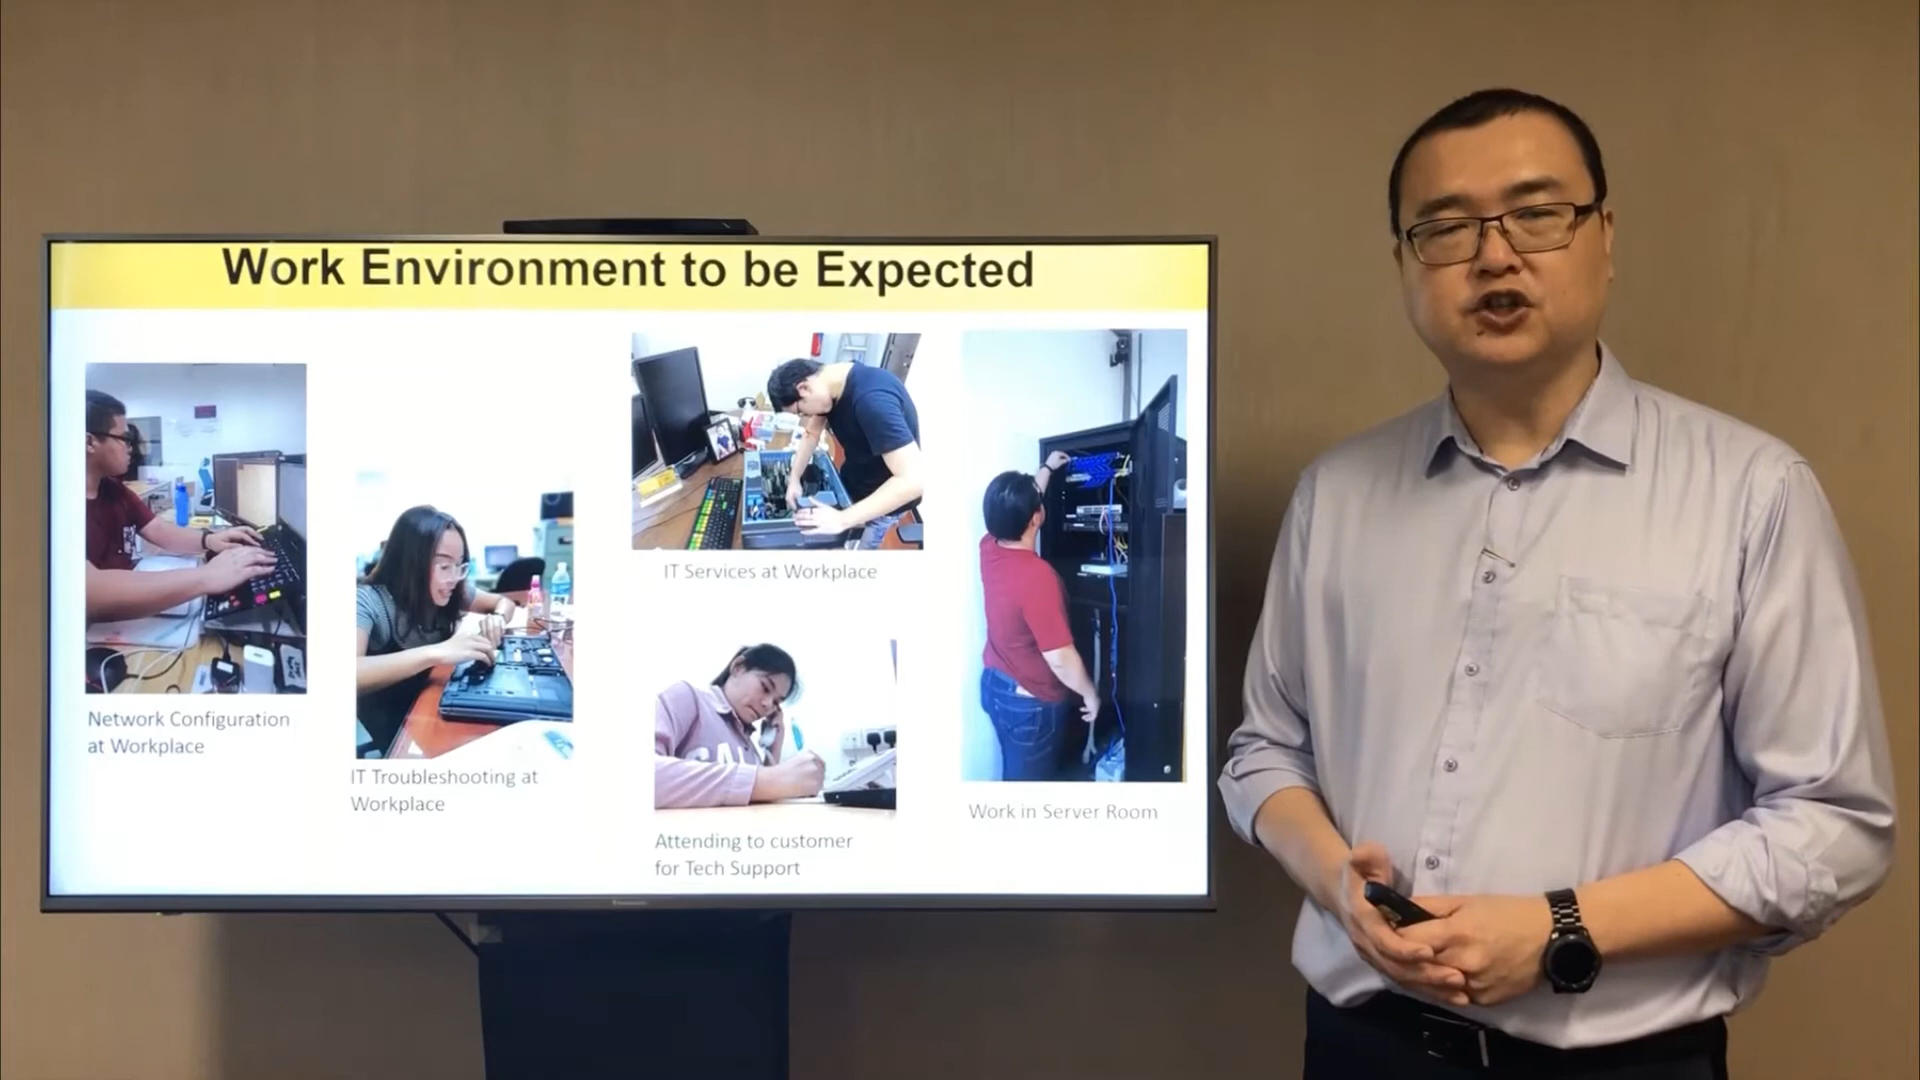 Work Environment to be Expected
Network Configuration
at Workplace
IT Troubleshooting at
Workplace
IT Services at Workplace
Attending to customer
for Tech Support
Work in Server Room